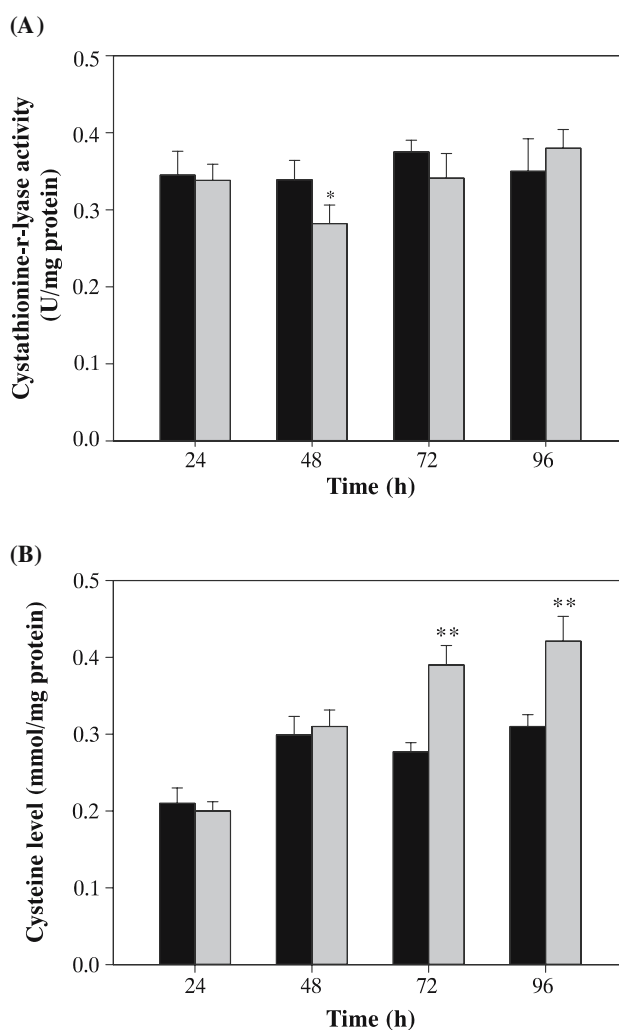 (A)
Cystathionine-r-lyase activity
(U/mg protein)
0.5
0.4
0.3
0.2
0.1
0.0
*
24 48 72 96
Time (h)
(B)
Cysteine level (mmol/mg protein)
0.5
0.4
0.3
0.2
0.1
0.0
** **
24 48 72 96
Time (h)